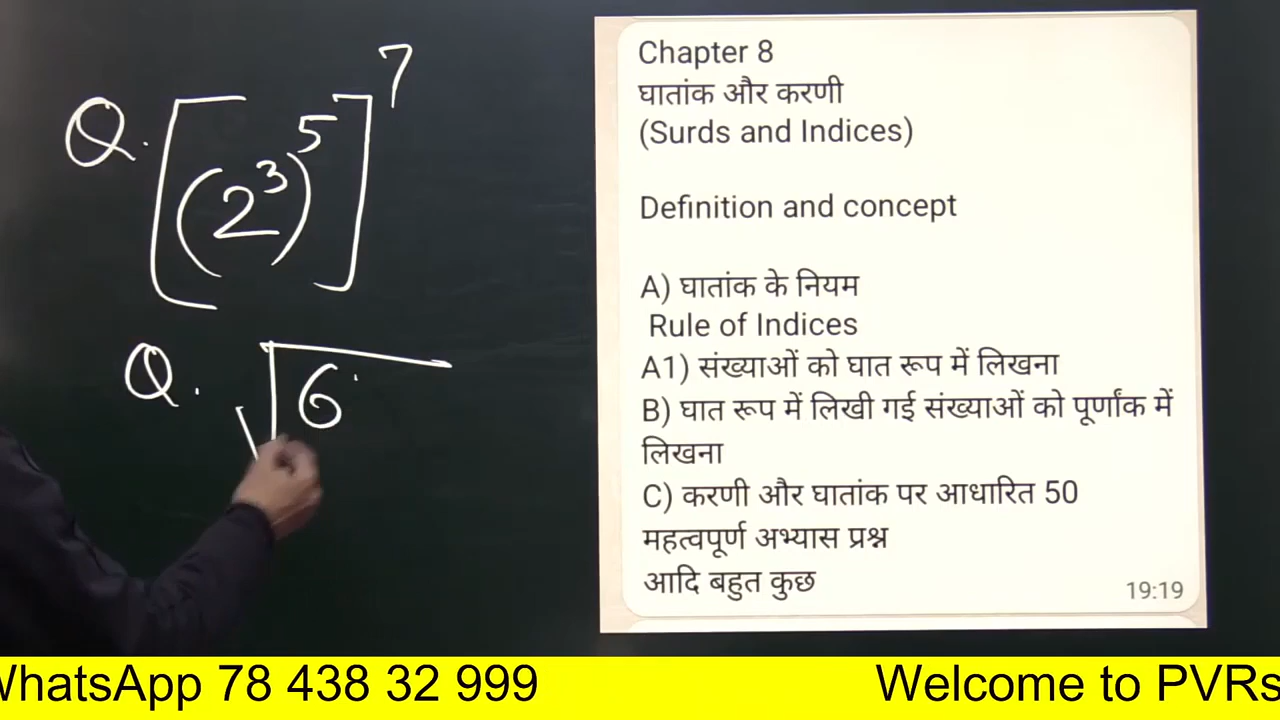 Q. [(2³)⁵]⁷
Q. √6
Chapter 8
घातांक और करणी
(Surds and Indices)
Definition and concept
A) घातांक के नियम
Rule of Indices
A1) संख्याओं को घात रूप में लिखना
B) घात रूप में लिखी गई संख्याओं को पूर्णांक में
लिखना
C) करणी और घातांक पर आधारित 50
महत्वपूर्ण अभ्यास प्रश्न
आदि बहुत कुछ
19:19
WhatsApp 78 438 32 999 Welcome to PVRs